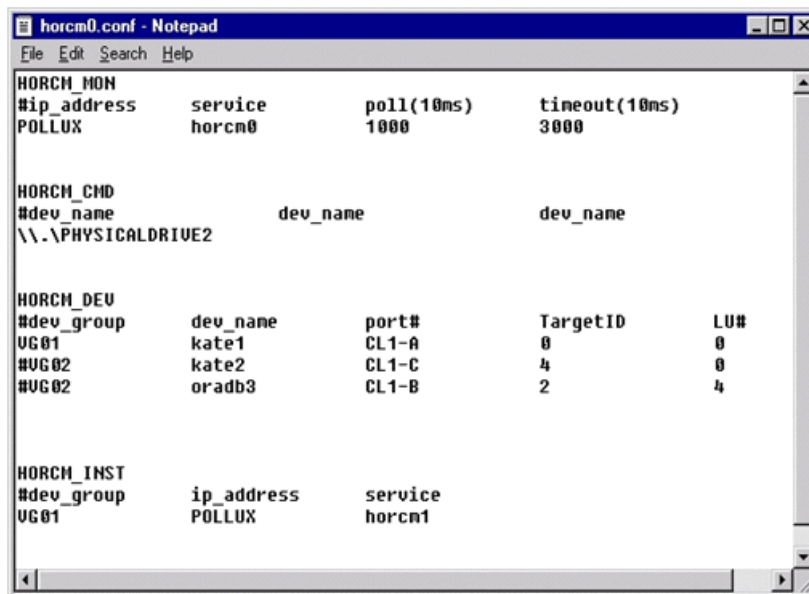 horcm0.conf - Notepad
File Edit Search Help
HORCM_MON
#ip_address service poll(10ms) timeout(10ms)
POLLUX horcm0 1000 3000
HORCM_CMD
#dev_name dev_name dev_name
\\.\PHYSICALDRIVE2
HORCM_DEV
#dev_group dev_name port# TargetID LU#
VG01 kate1 CL1-A 0 0
#VG02 kate2 CL1-C 4 0
#VG02 oradb3 CL1-B 2 4
HORCM_INST
#dev_group ip_address service
VG01 POLLUX horcm1